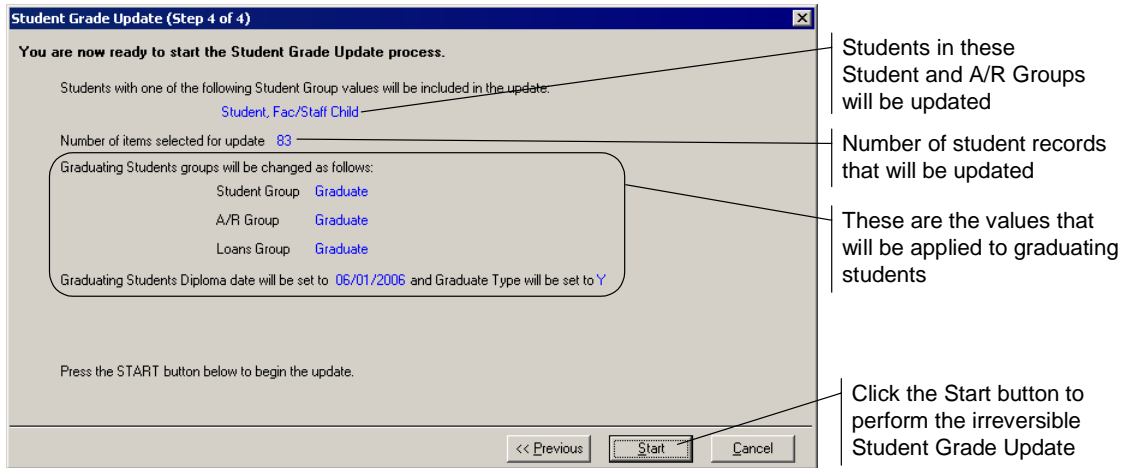 Student Grade Update (Step 4 of 4)
You are now ready to start the Student Grade Update process.
Students with one of the following Student Group values will be included in the update:
Student, Fac/Staff Child
Number of items selected for update 83
Graduating Students groups will be changed as follows:
Student Group Graduate
A/R Group Graduate
Loans Group Graduate
Graduating Students Diploma date will be set to 06/01/2006 and Graduate Type will be set to Y
Press the START button below to begin the update.
<< Previous
Start
Cancel
Students in these
Student and A/R Groups
will be updated
Number of student records
that will be updated
These are the values that
will be applied to graduating
students
Click the Start button to
perform the irreversible
Student Grade Update